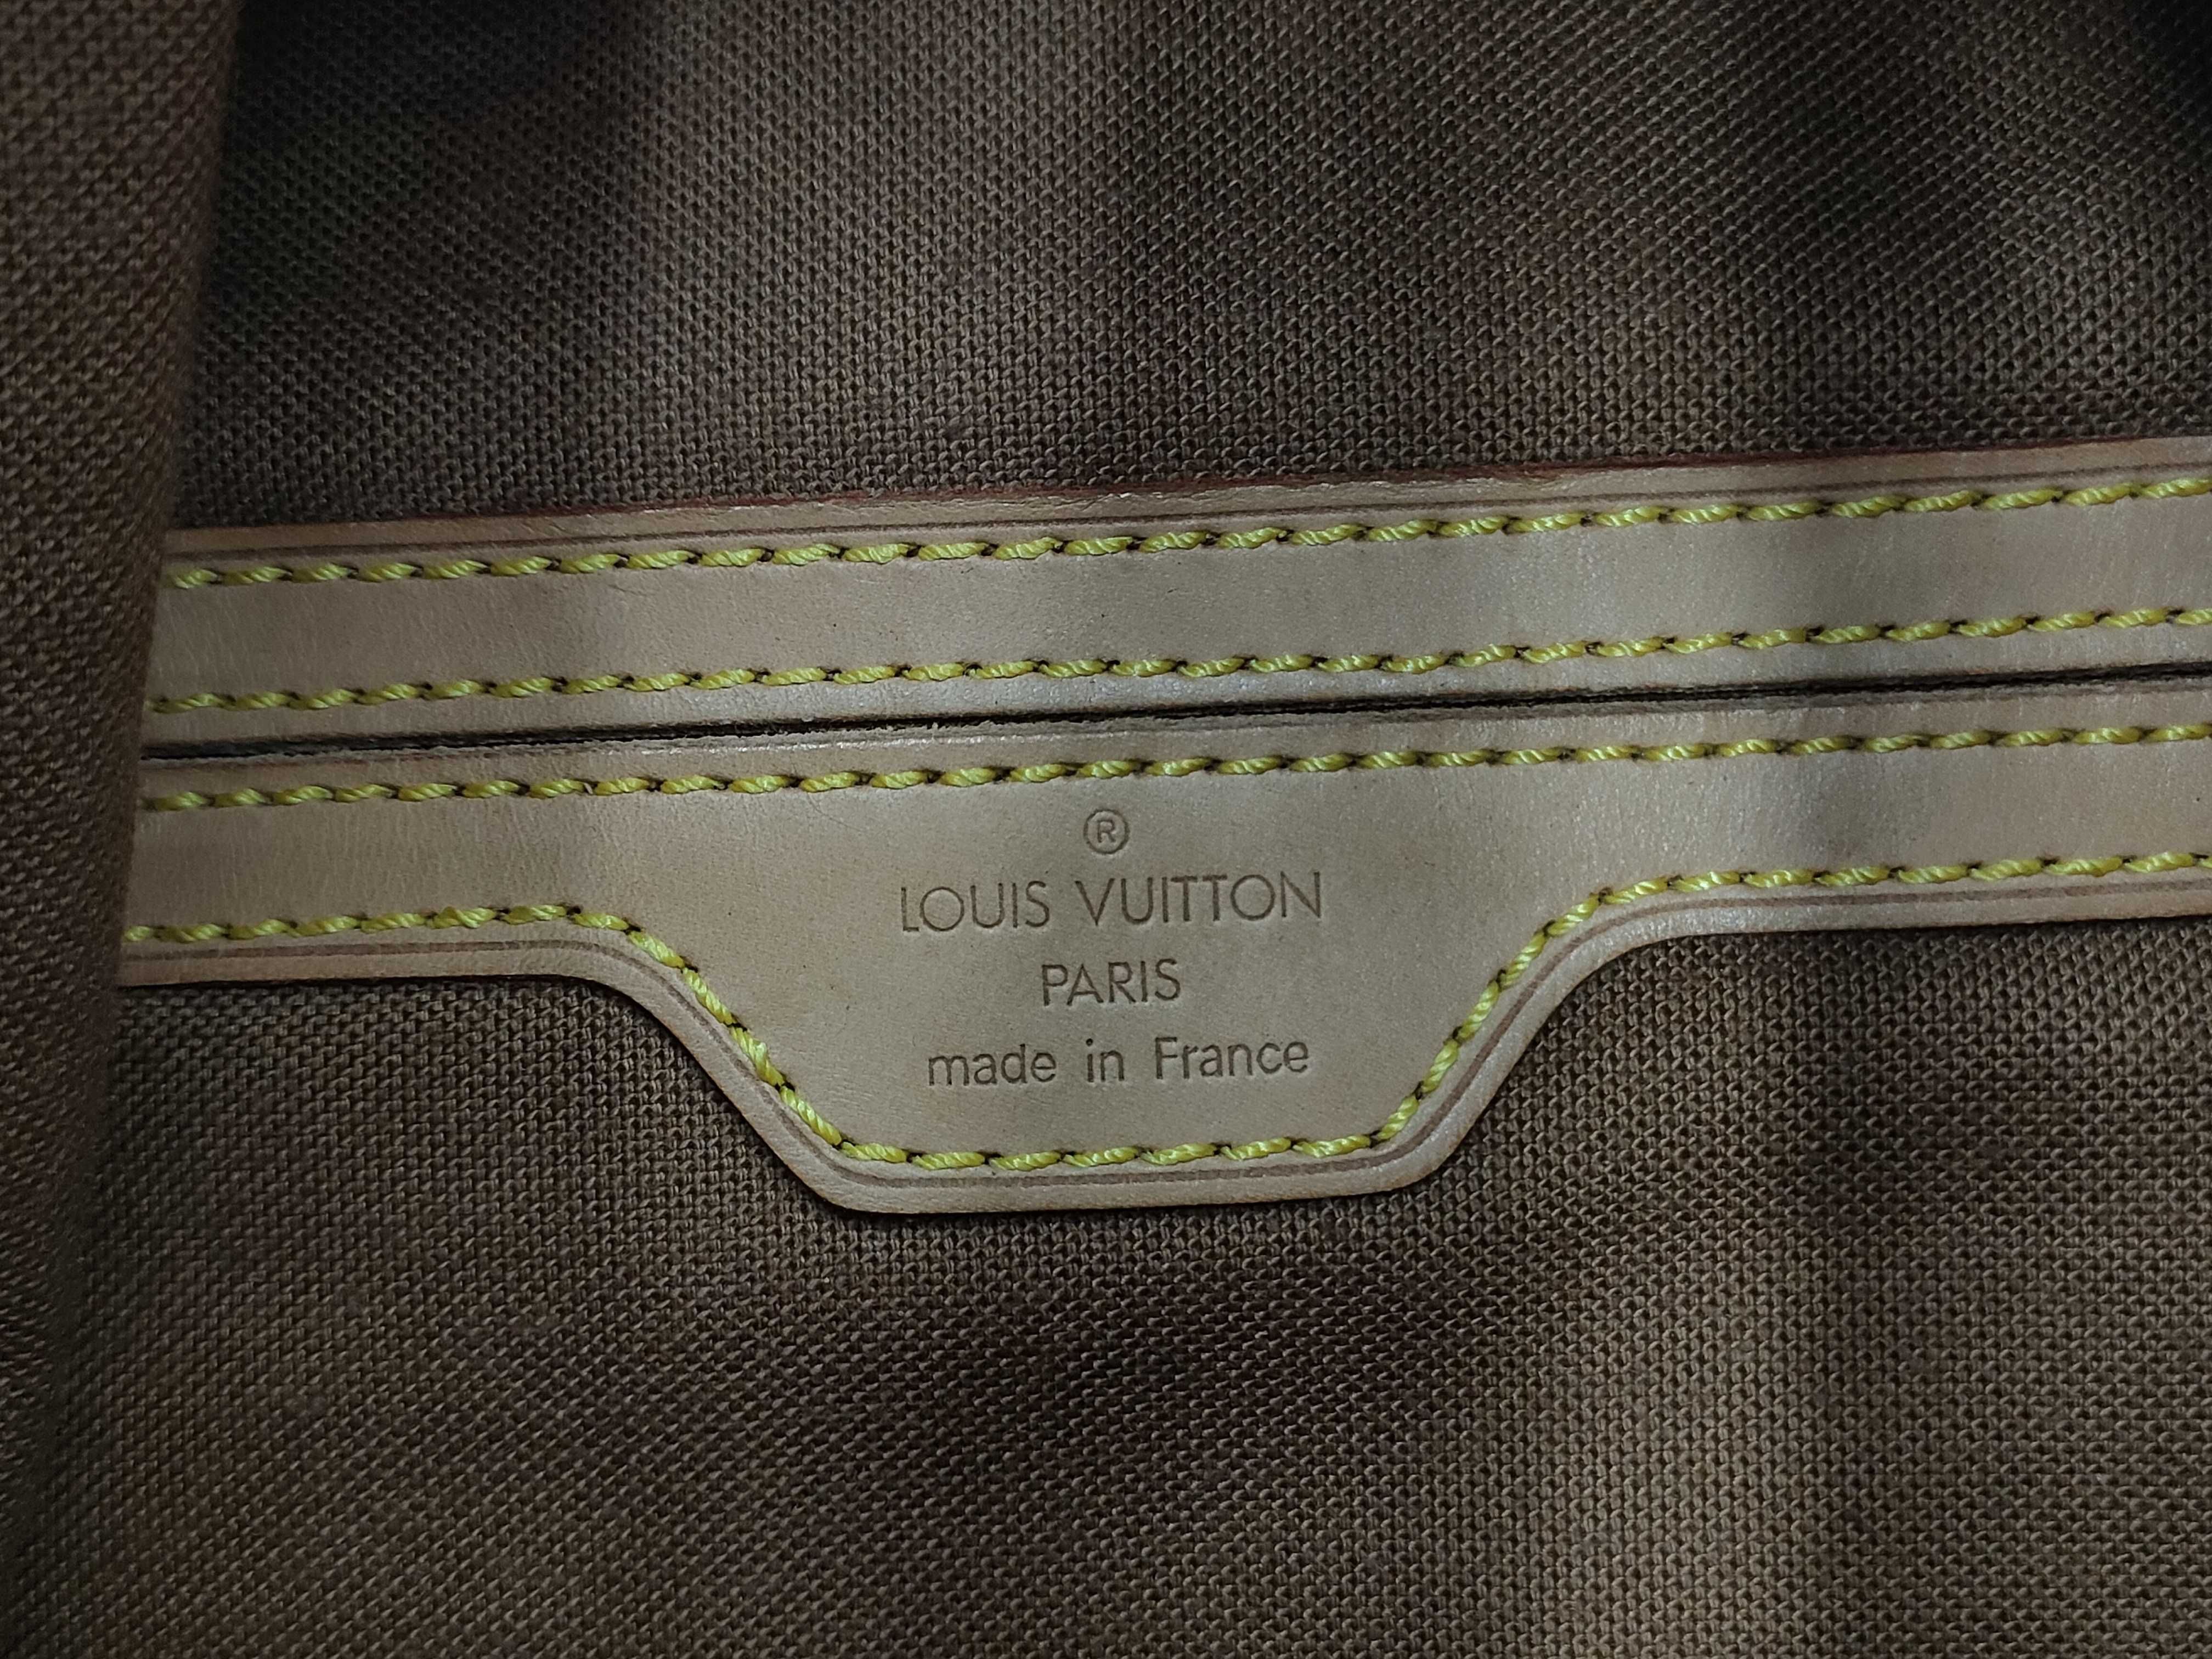 ®
LOUIS VUITTON
PARIS
made in France